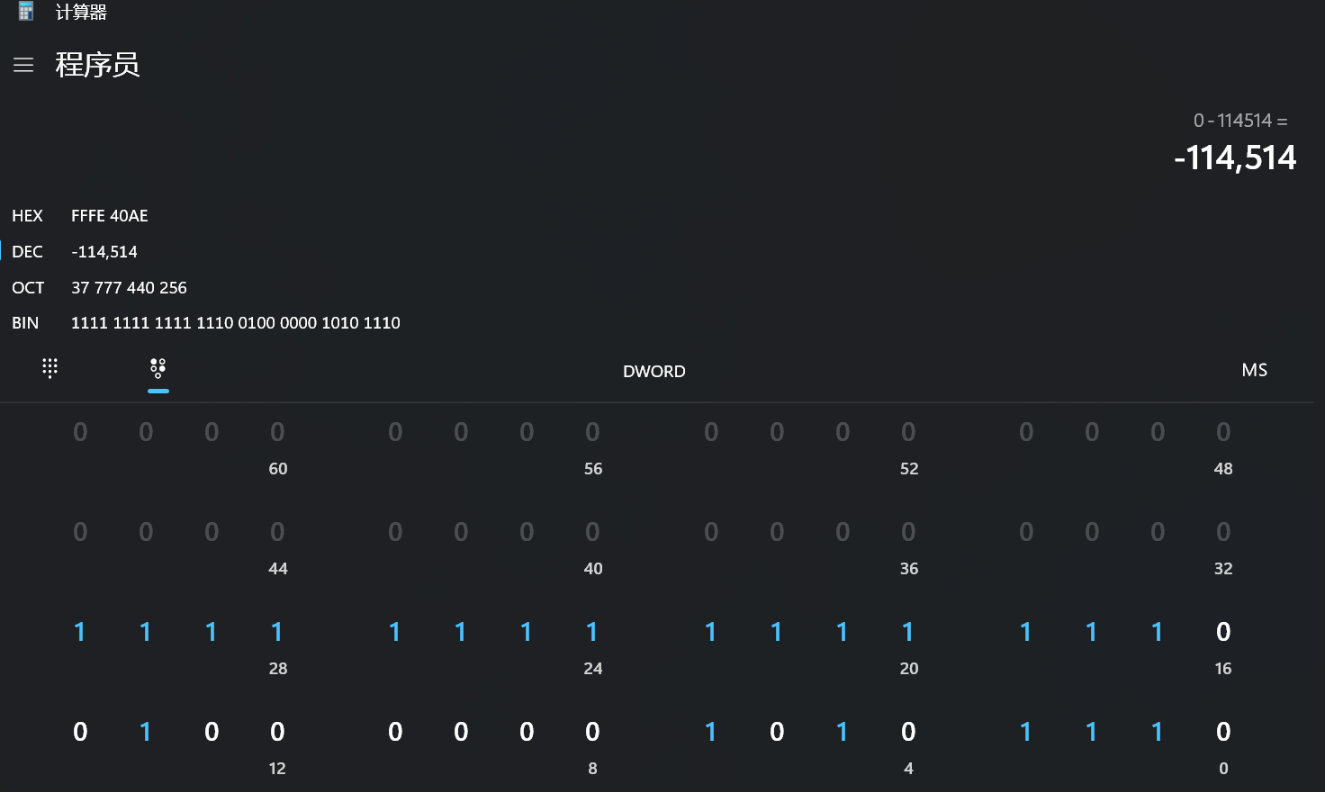 计算器
程序员
0 - 114514 =
-114,514
HEX FFFE 40AE
DEC -114,514
OCT 37 777 440 256
BIN 1111 1111 1111 1110 0100 0000 1010 1110
DWORD MS
0 0 0 0 0 0 0 0 0 0 0 0 0 0 0 0
60 56 52 48
0 0 0 0 0 0 0 0 0 0 0 0 0 0 0 0
44 40 36 32
1 1 1 1 1 1 1 1 1 1 1 1 1 1 1 0
28 24 20 16
0 1 0 0 0 0 0 0 1 0 1 0 1 1 1 0
12 8 4 0